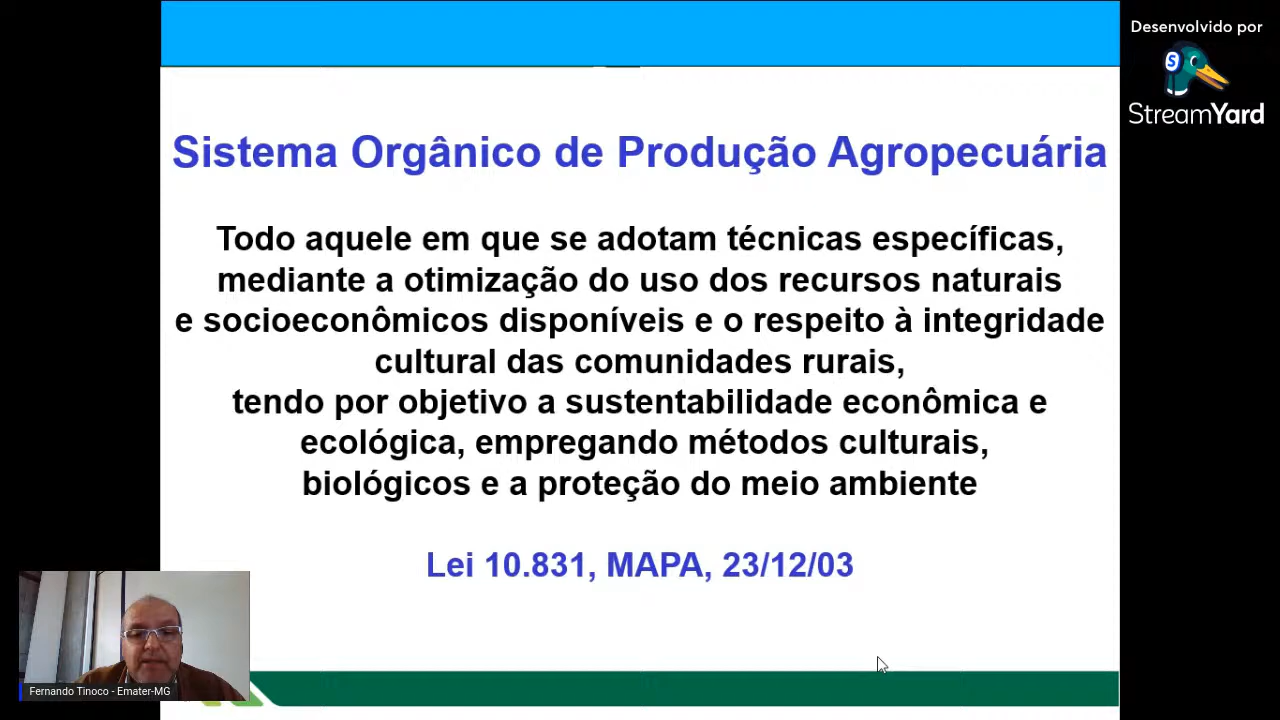 Desenvolvido por
StreamYard
Sistema Orgânico de Produção Agropecuária
Todo aquele em que se adotam técnicas específicas,
mediante a otimização do uso dos recursos naturais
e socioeconômicos disponíveis e o respeito à integridade
cultural das comunidades rurais,
tendo por objetivo a sustentabilidade econômica e
ecológica, empregando métodos culturais,
biológicos e a proteção do meio ambiente
Lei 10.831, MAPA, 23/12/03
Fernando Tinoco - Emater-MG